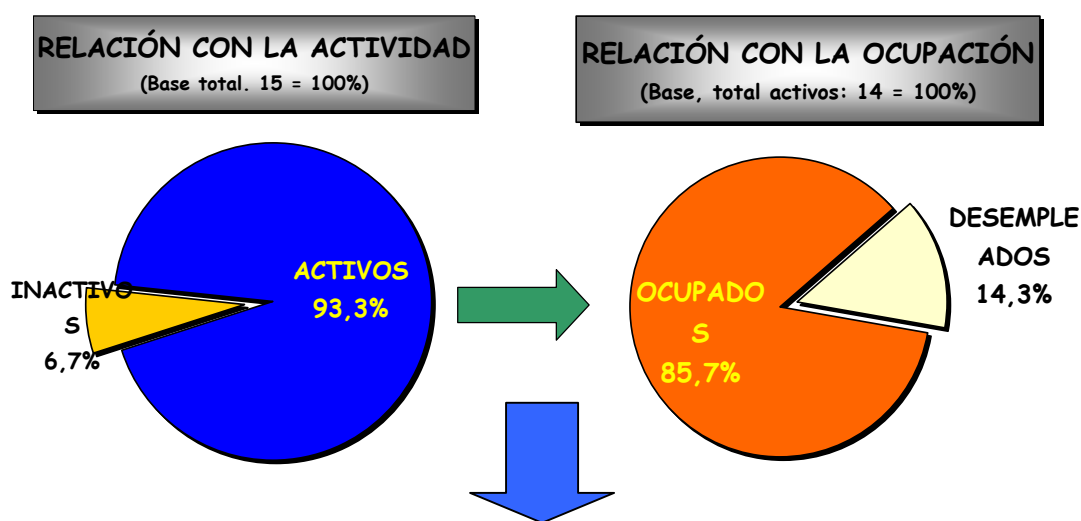 RELACIÓN CON LA ACTIVIDAD
(Base total. 15 = 100%)
RELACIÓN CON LA OCUPACIÓN
(Base, total activos: 14 = 100%)
ACTIVOS
93,3%
INACTIVO
S
6,7%
OCUPADO
S
85,7%
DESEMPLE
ADOS
14,3%